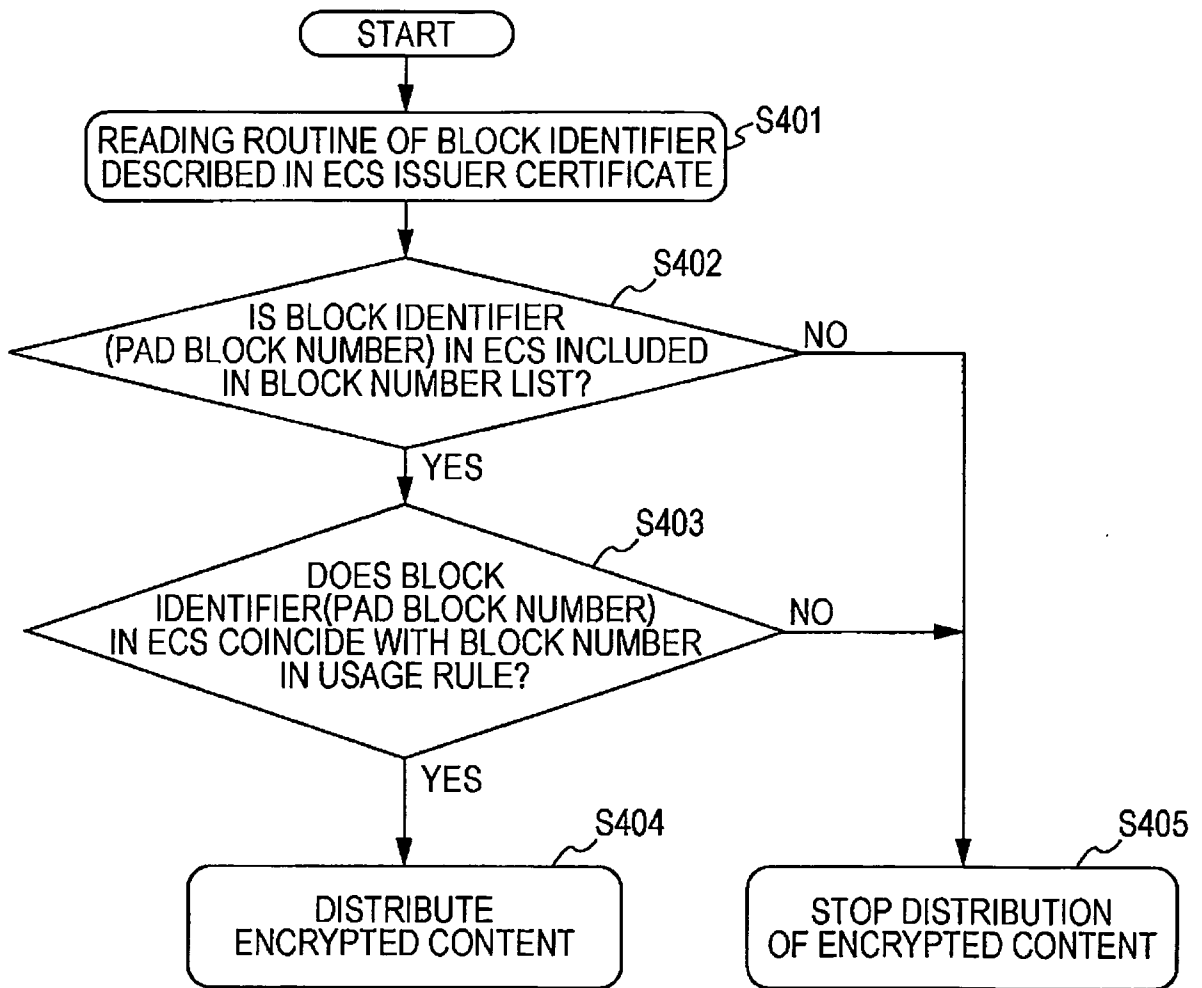 START
READING ROUTINE OF BLOCK IDENTIFIER
DESCRIBED IN ECS ISSUER CERTIFICATE
S401
S402
IS BLOCK IDENTIFIER
(PAD BLOCK NUMBER) IN ECS INCLUDED
IN BLOCK NUMBER LIST?
NO
YES
S403
DOES BLOCK
IDENTIFIER(PAD BLOCK NUMBER)
IN ECS COINCIDE WITH BLOCK NUMBER
IN USAGE RULE?
NO
YES
S404
DISTRIBUTE
ENCRYPTED CONTENT
S405
STOP DISTRIBUTION
OF ENCRYPTED CONTENT